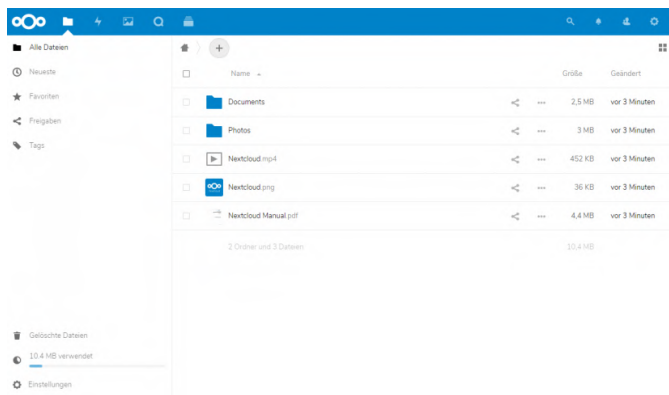 Alle Dateien
Neueste
Favoriten
Freigaben
Tags
Name Größe Geändert
Documents 2,5 MB vor 3 Minuten
Photos 3 MB vor 3 Minuten
Nextcloud.mp4 452 KB vor 3 Minuten
Nextcloud.png 36 KB vor 3 Minuten
Nextcloud Manual.pdf 4,4 MB vor 3 Minuten
2 Ordner und 3 Dateien 10,4 MB
Gelöschte Dateien
10.4 MB verwendet
Einstellungen